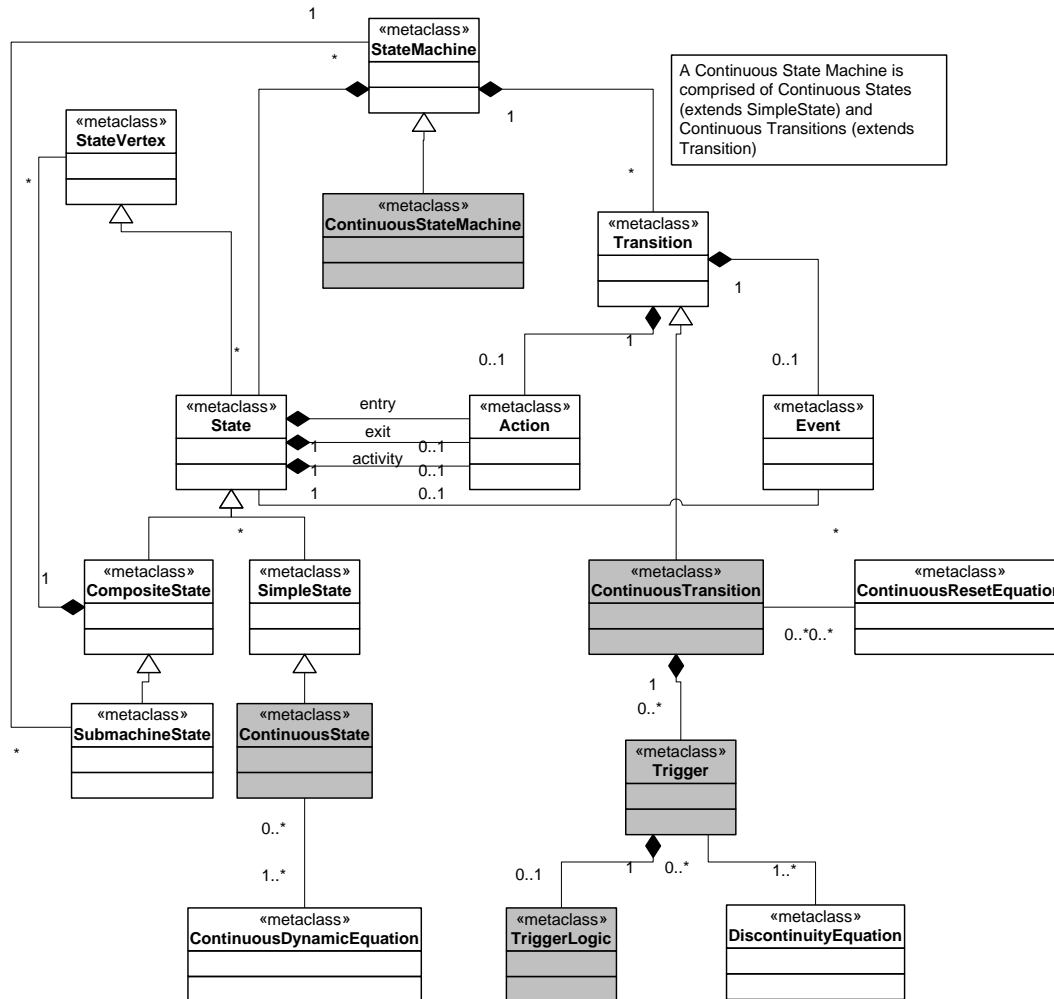 1
«metaclass»
StateMachine
*
A Continuous State Machine is
comprised of Continuous States
(extends SimpleState) and
Continuous Transitions (extends
Transition)
1
«metaclass»
StateVertex
*
*
«metaclass»
ContinuousStateMachine
«metaclass»
Transition
1
1
*
0..1
0..1
«metaclass»
State
entry
exit
activity
1
0..1
1
0..1
1
0..1
«metaclass»
Action
«metaclass»
Event
*
*
1
«metaclass»
CompositeState
«metaclass»
SimpleState
«metaclass»
ContinuousTransition
«metaclass»
ContinuousResetEquation
0..*0..*
1
0..*
«metaclass»
SubmachineState
*
«metaclass»
ContinuousState
«metaclass»
Trigger
0..*
1..*
0..1
1
0..*
1..*
«metaclass»
ContinuousDynamicEquation
«metaclass»
TriggerLogic
«metaclass»
DiscontinuityEquation